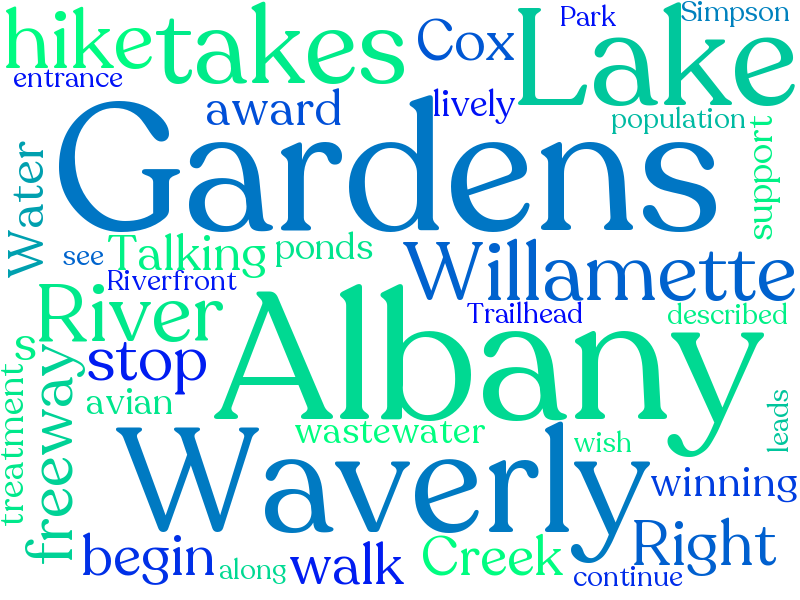 hike
takes
Cox
Park
Simpson
Lake
entrance
award
lively
population
Gardens
support
Water
see
Talking
ponds
Willamette
Riverfront
River
Albany
Trailhead
described
s
stop
freeway
treatment
avian
wastewater
wish
leads
Waverly
winning
begin
along
walk
Creek
Right
continue